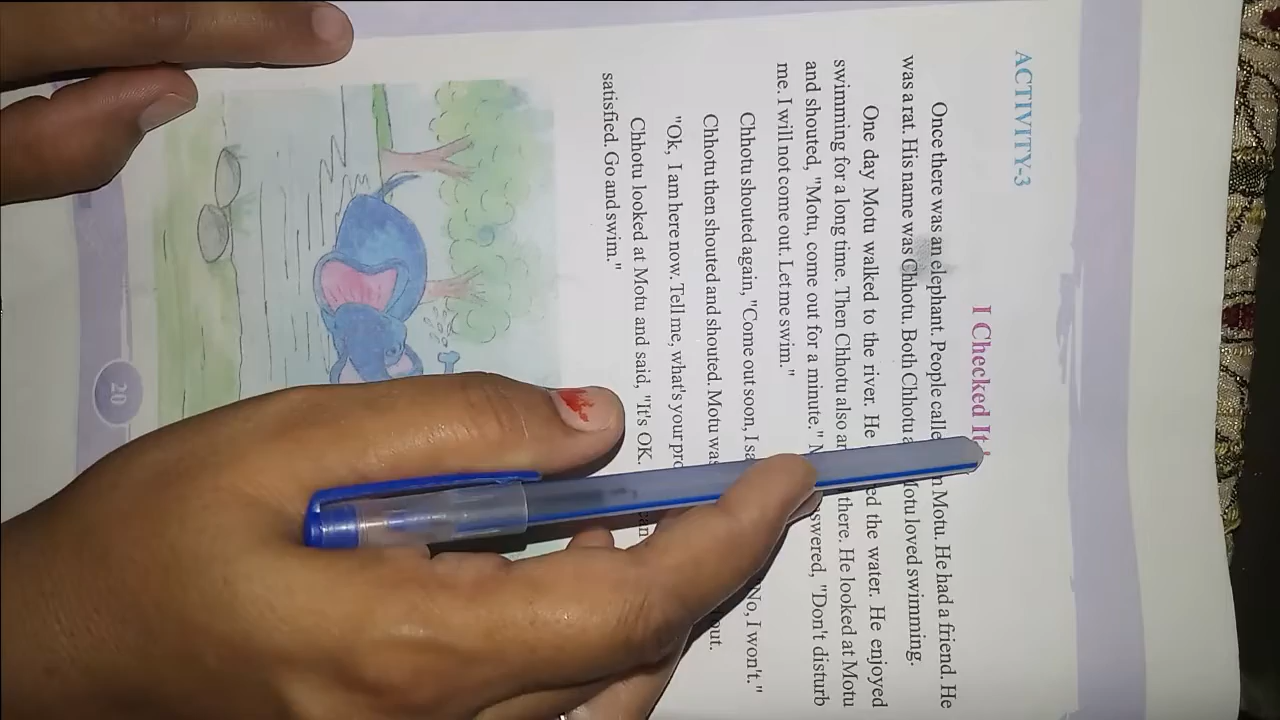 ACTIVITY-3
I Checked It
Once there was an elephant. People Motu. He had a friend. He
was a rat. His name was Chhotu. Both Chhotu Motu loved swimming.
One day Motu walked to the river. He the water. He enjoyed
swimming for a long time. Then Chhotu also there. He looked at Motu
and shouted, "Motu, come out for a minute." "Don't disturb
me. I will not come out. Let me swim."
Chhotu shouted again, "Come out soon, I "No, I won't."
Chhotu then shouted and shouted. Motu out.
"Ok, I am here now. Tell me, what's your
Chhotu looked at Motu and said, "It's OK.
satisfied. Go and swim."
20